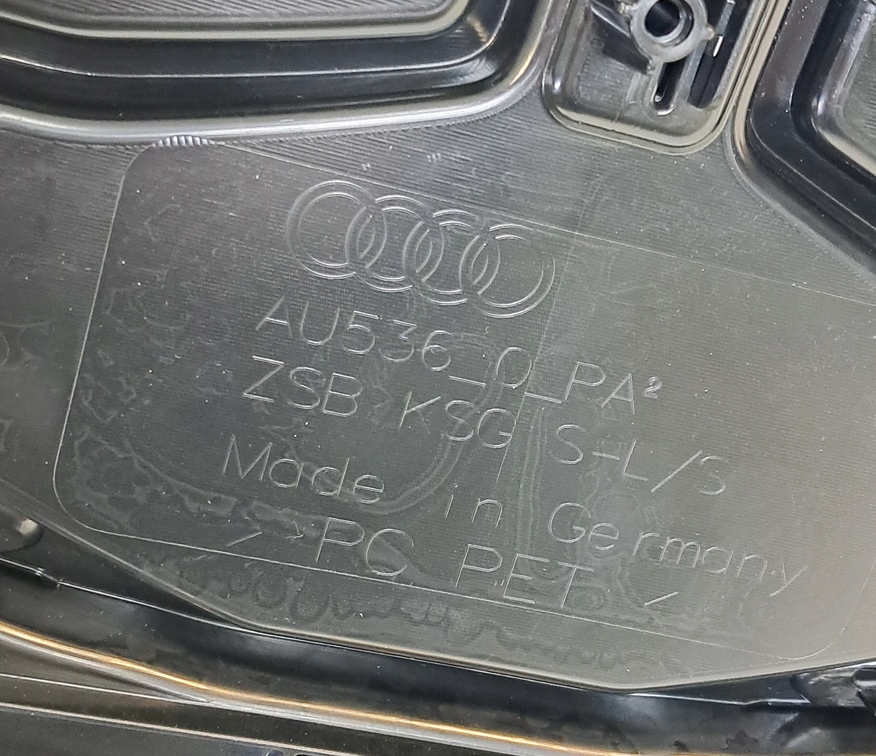 AU536_0_PA²
ZSB KSG S-L/S
Made in Germany
> PC PET <